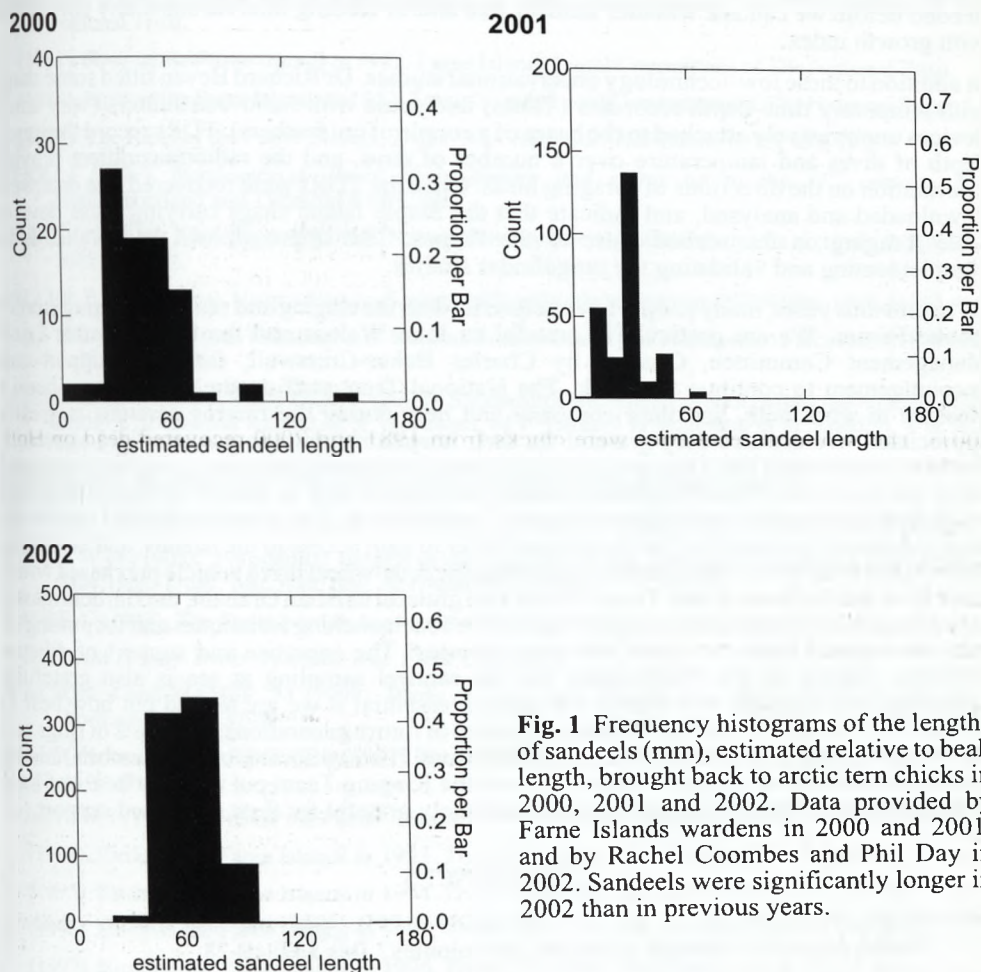 2000
40
30
20
10
0
Count
0.4
0.3
0.2
0.1
0.0
Proportion per Bar
0 60 120 180
estimated sandeel length
2001
200
150
100
50
0
Count
0.7
0.6
0.5
0.4
0.3
0.2
0.1
0.0
Proportion per Bar
0 60 120 180
estimated sandeel length
2002
500
400
300
200
100
0
Count
0.6
0.5
0.4
0.3
0.2
0.1
0.0
Proportion per Bar
0 60 120 180
estimated sandeel length
Fig. 1 Frequency histograms of the length
of sandeels (mm), estimated relative to beak
length, brought back to arctic tern chicks
2000, 2001 and 2002. Data provided
Farne Islands wardens in 2000 and 2001
and by Rachel Coombes and Phil Day
2002. Sandeels were significantly longer
2002 than in previous years.